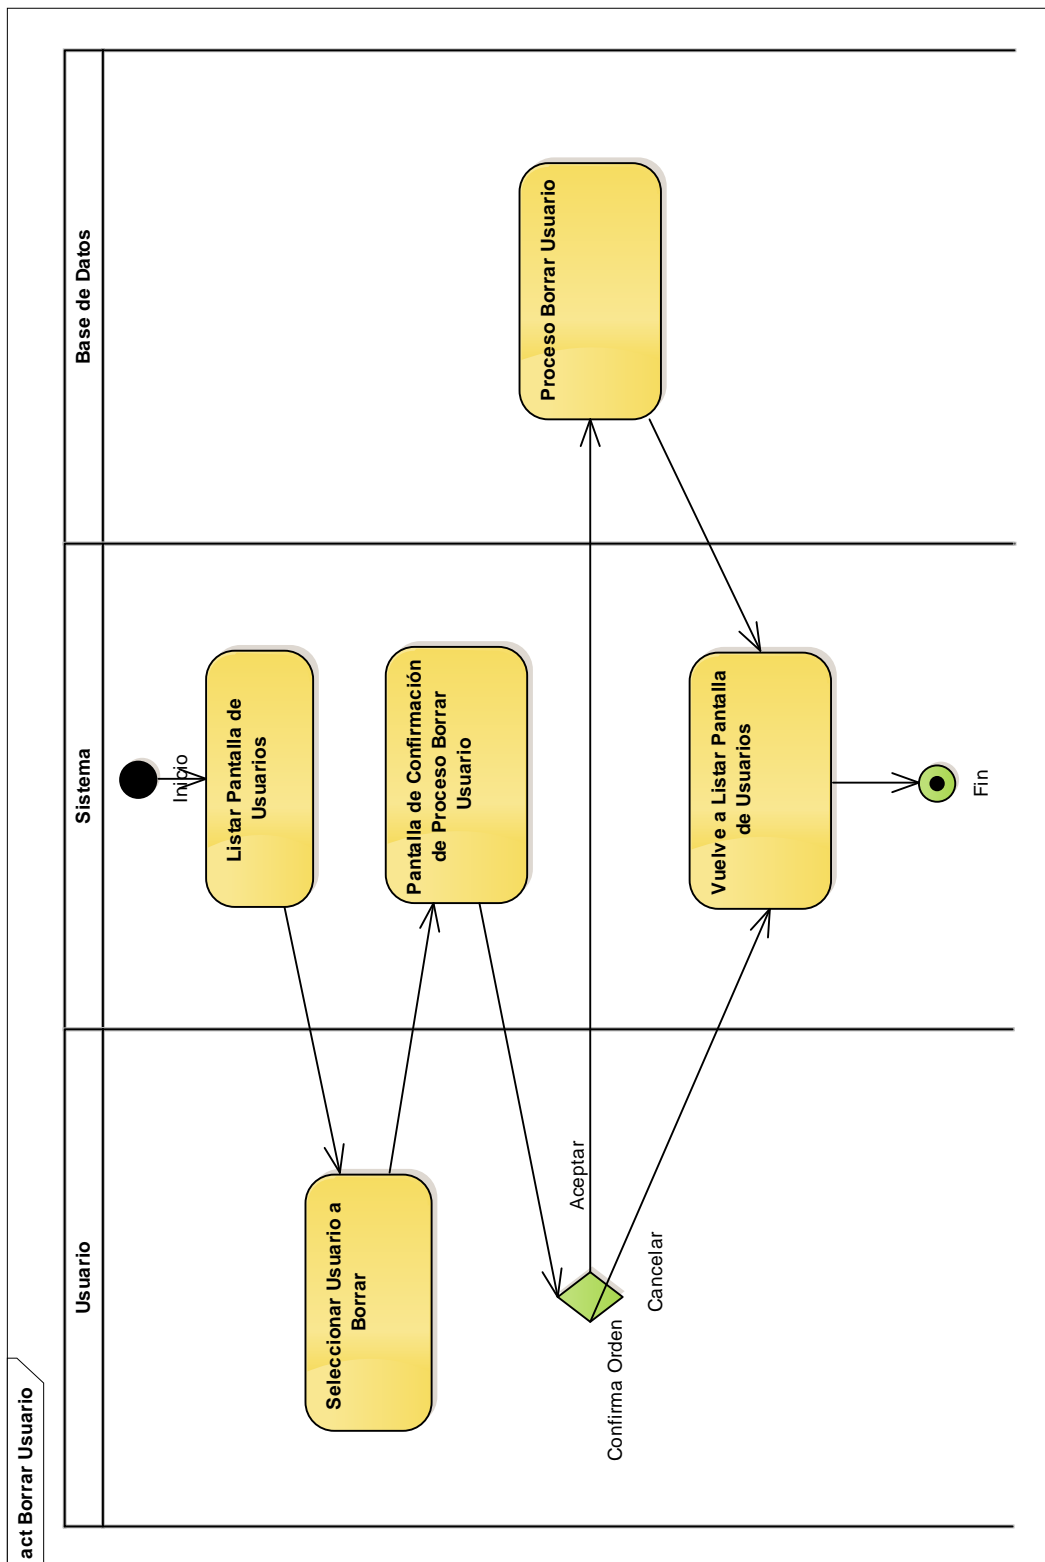 act Borrar Usuario
Usuario
Sistema
Base de Datos
Inicio
Listar Pantalla de
Usuarios
Seleccionar Usuario a
Borrar
Pantalla de Confirmación
de Proceso Borrar
Usuario
Confirma Orden
Aceptar
Cancelar
Proceso Borrar Usuario
Vuelve a Listar Pantalla
de Usuarios
Fin